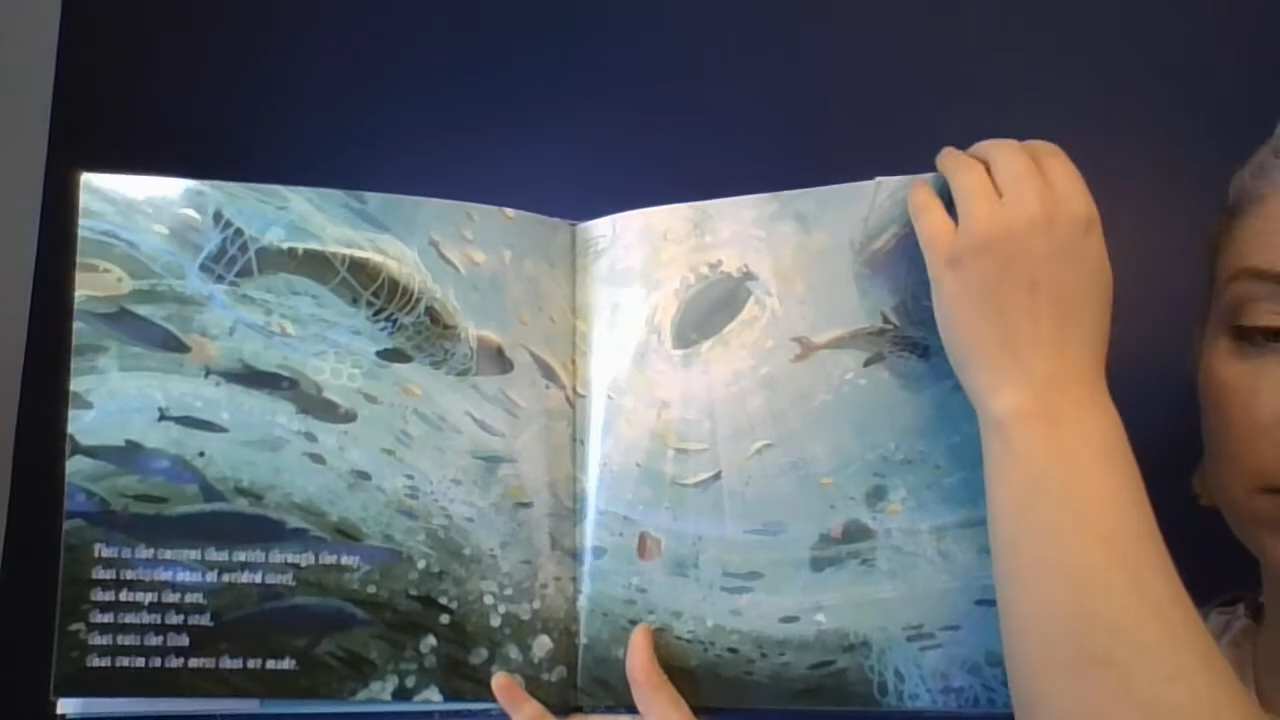 This is the current that swirls through the bay,
that rocks the boat of welded steel,
that dumps the net,
that catches the seal,
that eats the fish
that swim in the mess that we made.